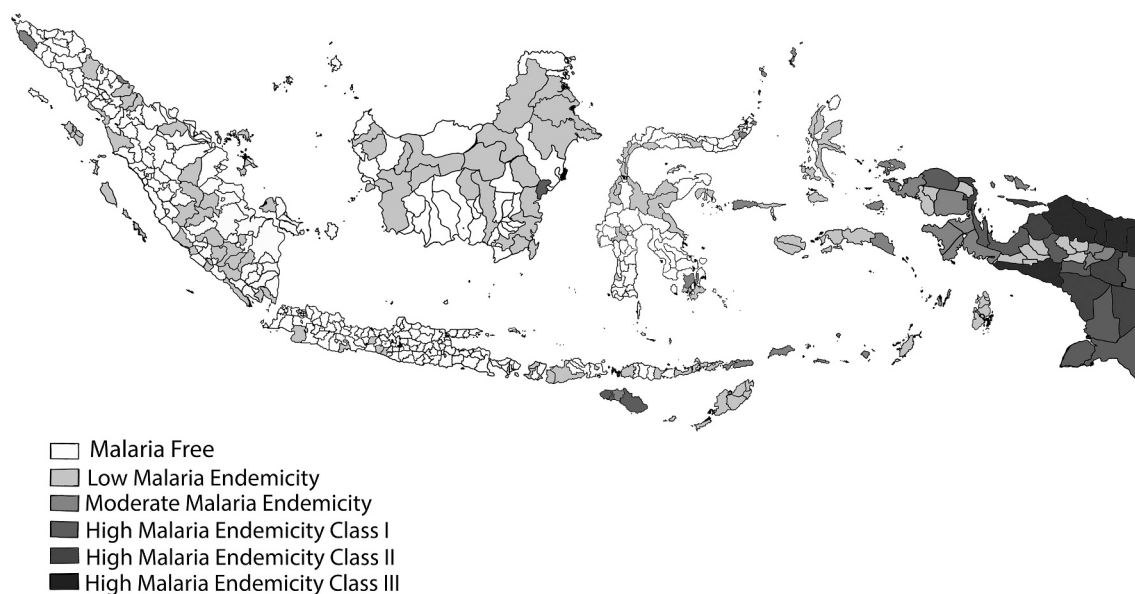 Malaria Free
Low Malaria Endemicity
Moderate Malaria Endemicity
High Malaria Endemicity Class I
High Malaria Endemicity Class II
High Malaria Endemicity Class III